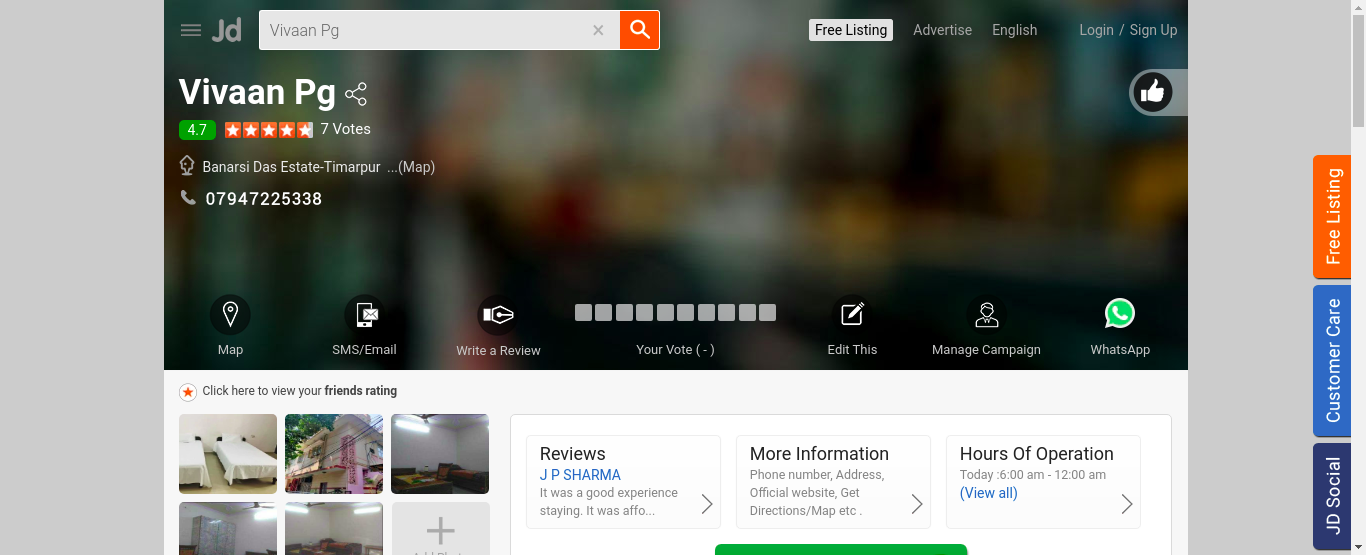 Jd
Vivaan Pg
Free Listing
Advertise
English
Login / Sign Up
Vivaan Pg
4.7
7 Votes
Banarsi Das Estate-Timarpur ...(Map)
07947225338
Map
SMS/Email
Write a Review
Your Vote ( - )
Edit This
Manage Campaign
WhatsApp
Click here to view your friends rating
Reviews
J P SHARMA
It was a good experience
staying. It was affo...
More Information
Phone number, Address,
Official website, Get
Directions/Map etc .
Hours Of Operation
Today :6:00 am - 12:00 am
(View all)
Free Listing
Customer Care
JD Social